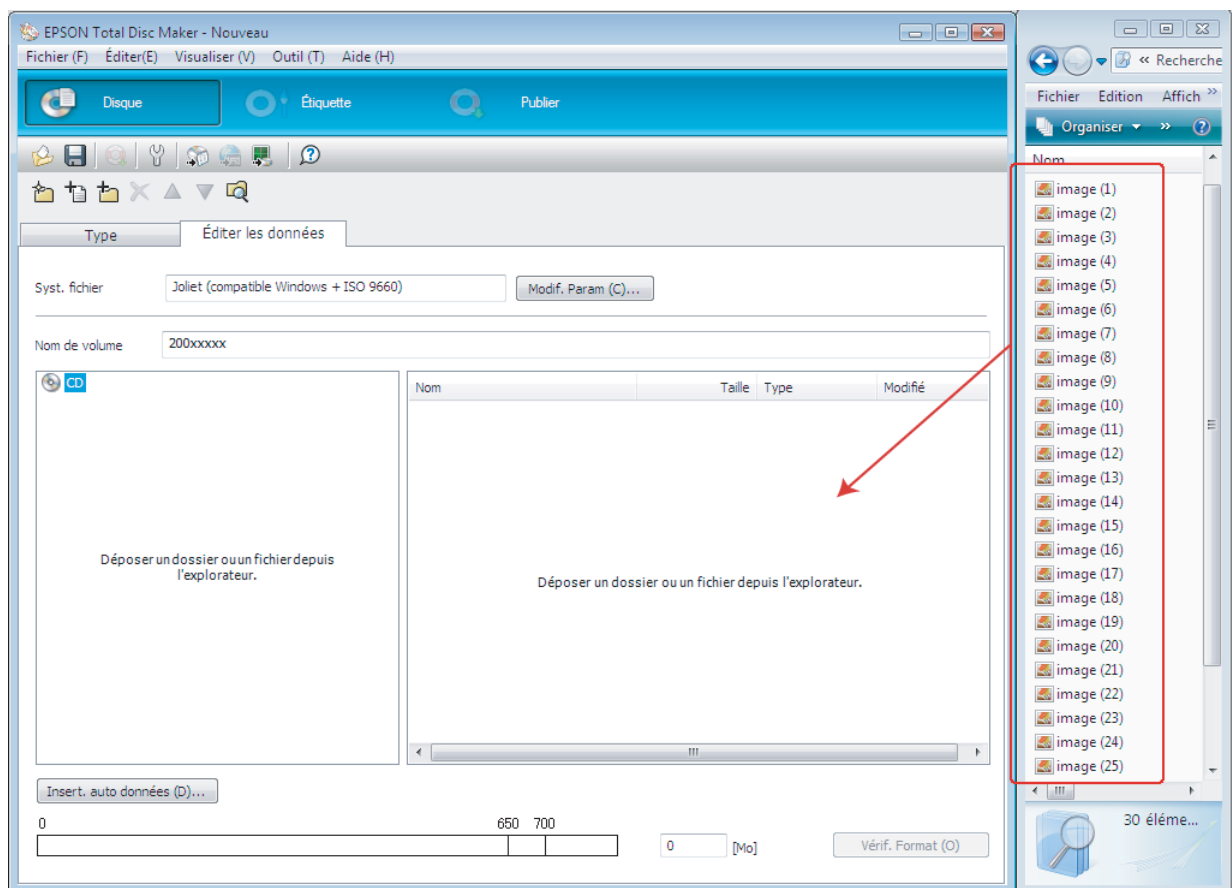 EPSON Total Disc Maker - Nouveau
Fichier (F) Éditer(E) Visualiser (V) Outil (T) Aide (H)
Disque Étiquette Publier
Type Éditer les données
Syst. fichier Joliet (compatible Windows + ISO 9660) Modif. Param (C)...
Nom de volume 200xxxxx
CD
Déposer un dossier ou un fichier depuis
l'explorateur.
Nom Taille Type Modifié
Déposer un dossier ou un fichier depuis l'explorateur.
Insert. auto données (D)...
0 650 700
0 [Mo] Vérif. Format (O)
« Recherche
Fichier Edition Affich »
Organiser »
Nom
image (1)
image (2)
image (3)
image (4)
image (5)
image (6)
image (7)
image (8)
image (9)
image (10)
image (11)
image (12)
image (13)
image (14)
image (15)
image (16)
image (17)
image (18)
image (19)
image (20)
image (21)
image (22)
image (23)
image (24)
image (25)
30 éléme...